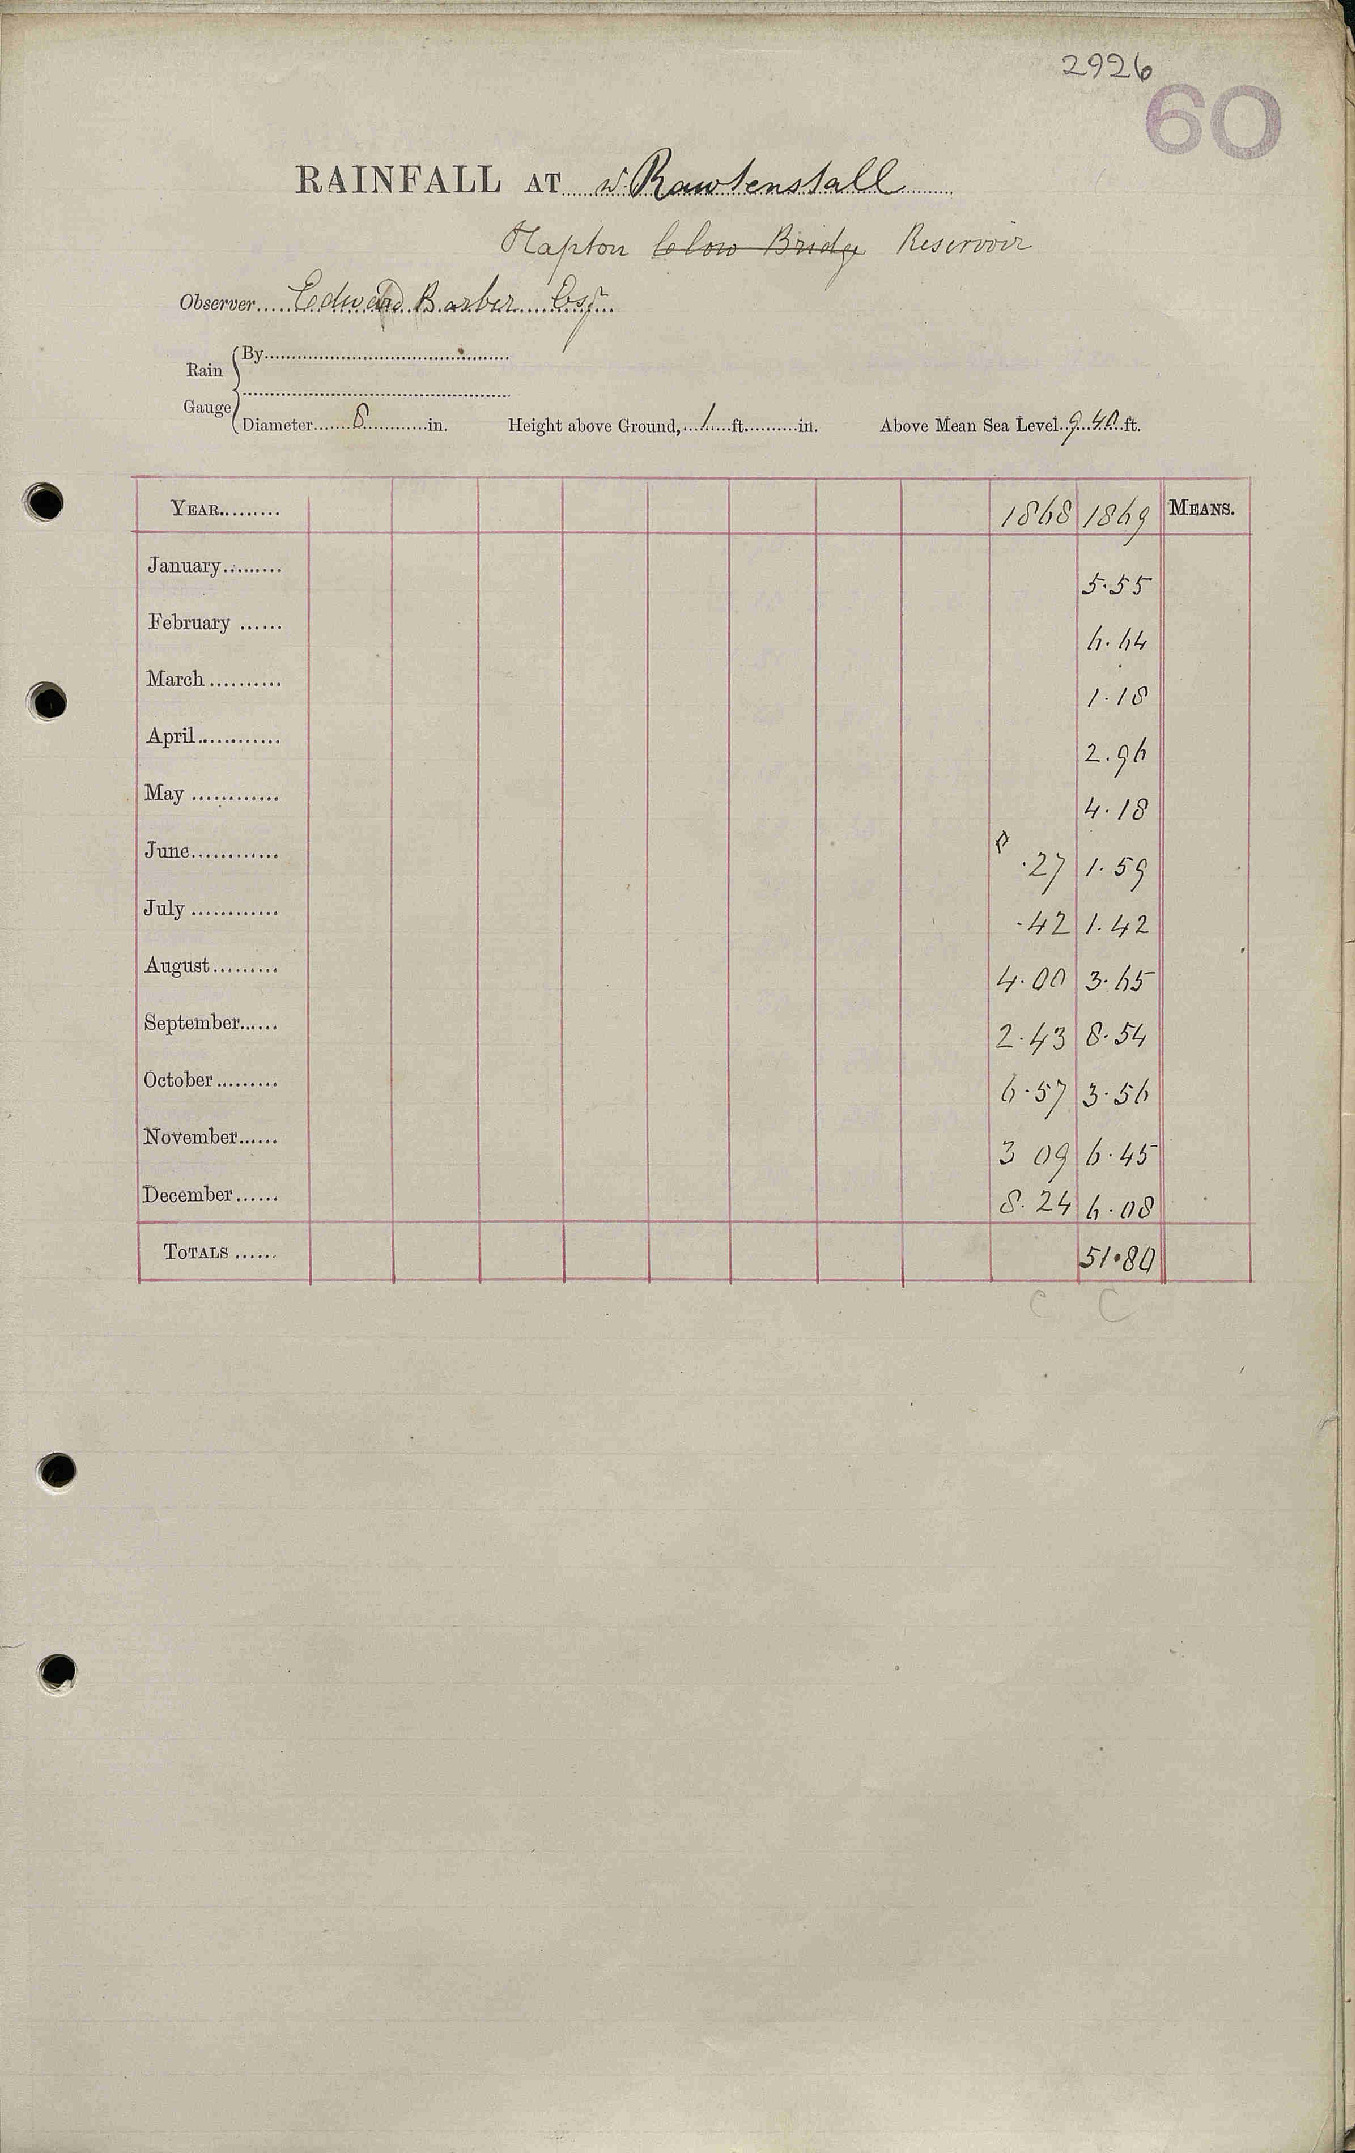 2926
60
RAINFALL AT w. Rawtenstall
Hapton Clow Bridge Reservoir
Observer.....Edward Barber Esq.
Rain Gauge
By
Diameter 8 in. Height above Ground, 1 ft. in. Above Mean Sea Level 940 ft.
YEAR......... 1868 1869 MEANS.
January......... 5.55
February ...... 6.64
March.......... 1.18
April............ 2.96
May ............ 4.18
June............ .27 1.59
July ............ .42 1.42
August......... 4.00 3.65
September...... 2.43 8.54
October......... 6.57 3.56
November...... 3 09 6.45
December...... 8.24 6.08
TOTALS ...... 51.80
C C